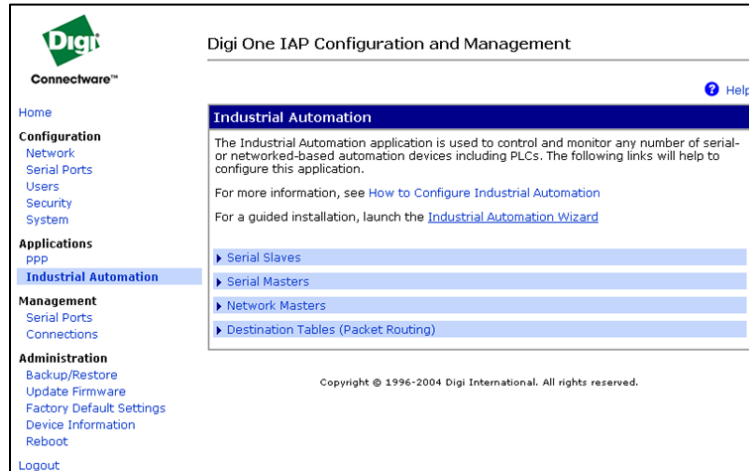 Digi
Connectware™
Digi One IAP Configuration and Management
Help
Home
Configuration
Network
Serial Ports
Users
Security
System
Applications
PPP
Industrial Automation
Management
Serial Ports
Connections
Administration
Backup/Restore
Update Firmware
Factory Default Settings
Device Information
Reboot
Logout
Industrial Automation
The Industrial Automation application is used to control and monitor any number of serial-
or networked-based automation devices including PLCs. The following links will help to
configure this application.
For more information, see How to Configure Industrial Automation
For a guided installation, launch the Industrial Automation Wizard
Serial Slaves
Serial Masters
Network Masters
Destination Tables (Packet Routing)
Copyright © 1996-2004 Digi International. All rights reserved.